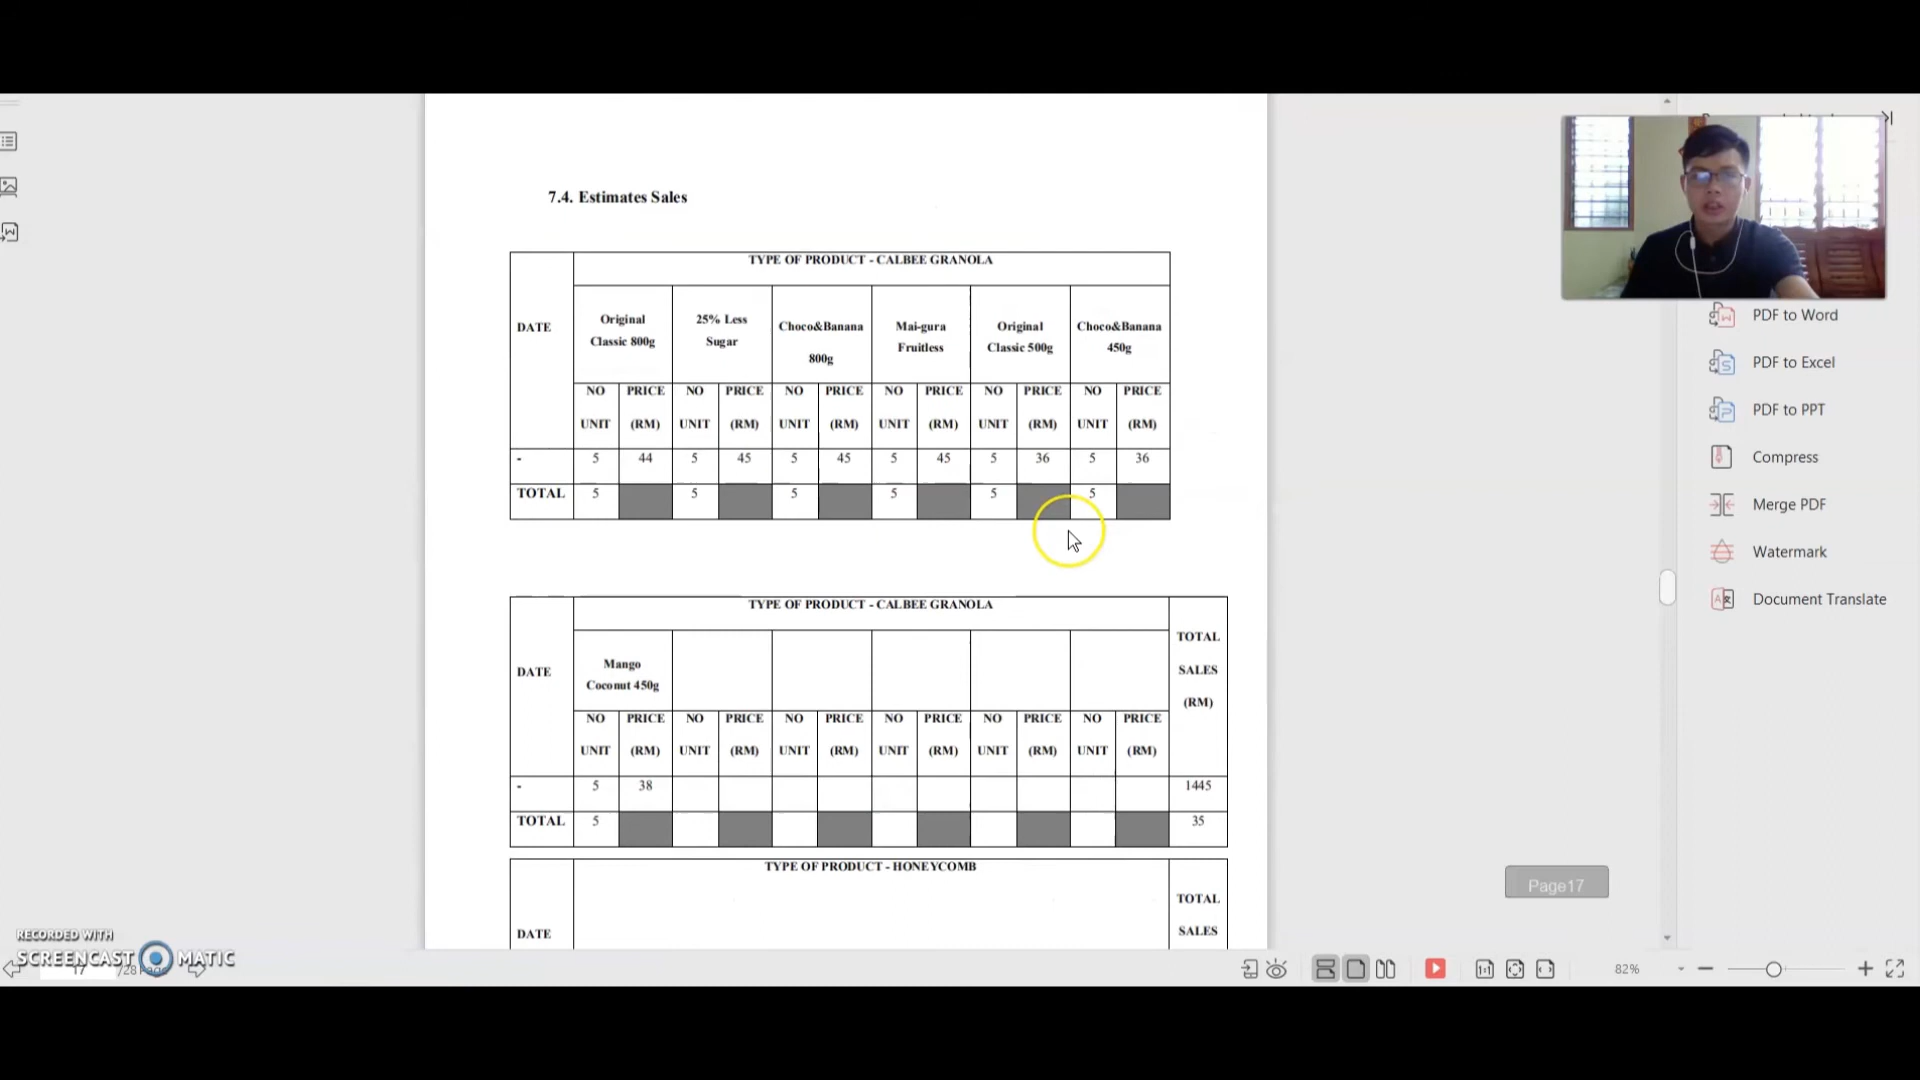 7.4. Estimates Sales
TYPE OF PRODUCT - CALBEE GRANOLA
DATE
Original Classic 800g
25% Less Sugar
Choco&Banana 800g
Mai-gura Fruitless
Original Classic 500g
Choco&Banana 450g
NO UNIT PRICE (RM) NO UNIT PRICE (RM) NO UNIT PRICE (RM) NO UNIT PRICE (RM) NO UNIT PRICE (RM) NO UNIT PRICE (RM)
- 5 44 5 45 5 45 5 45 5 36 5 36
TOTAL 5 5 5 5 5 5
TYPE OF PRODUCT - CALBEE GRANOLA
DATE
Mango Coconut 450g
TOTAL SALES (RM)
NO UNIT PRICE (RM) NO UNIT PRICE (RM) NO UNIT PRICE (RM) NO UNIT PRICE (RM) NO UNIT PRICE (RM) NO UNIT PRICE (RM)
- 5 38 1445
TOTAL 5 35
TYPE OF PRODUCT - HONEYCOMB
DATE
TOTAL SALES
PDF to Word
PDF to Excel
PDF to PPT
Compress
Merge PDF
Watermark
Document Translate
Page17
RECORDED WITH
SCREENCAST MATIC
17 /28
82%